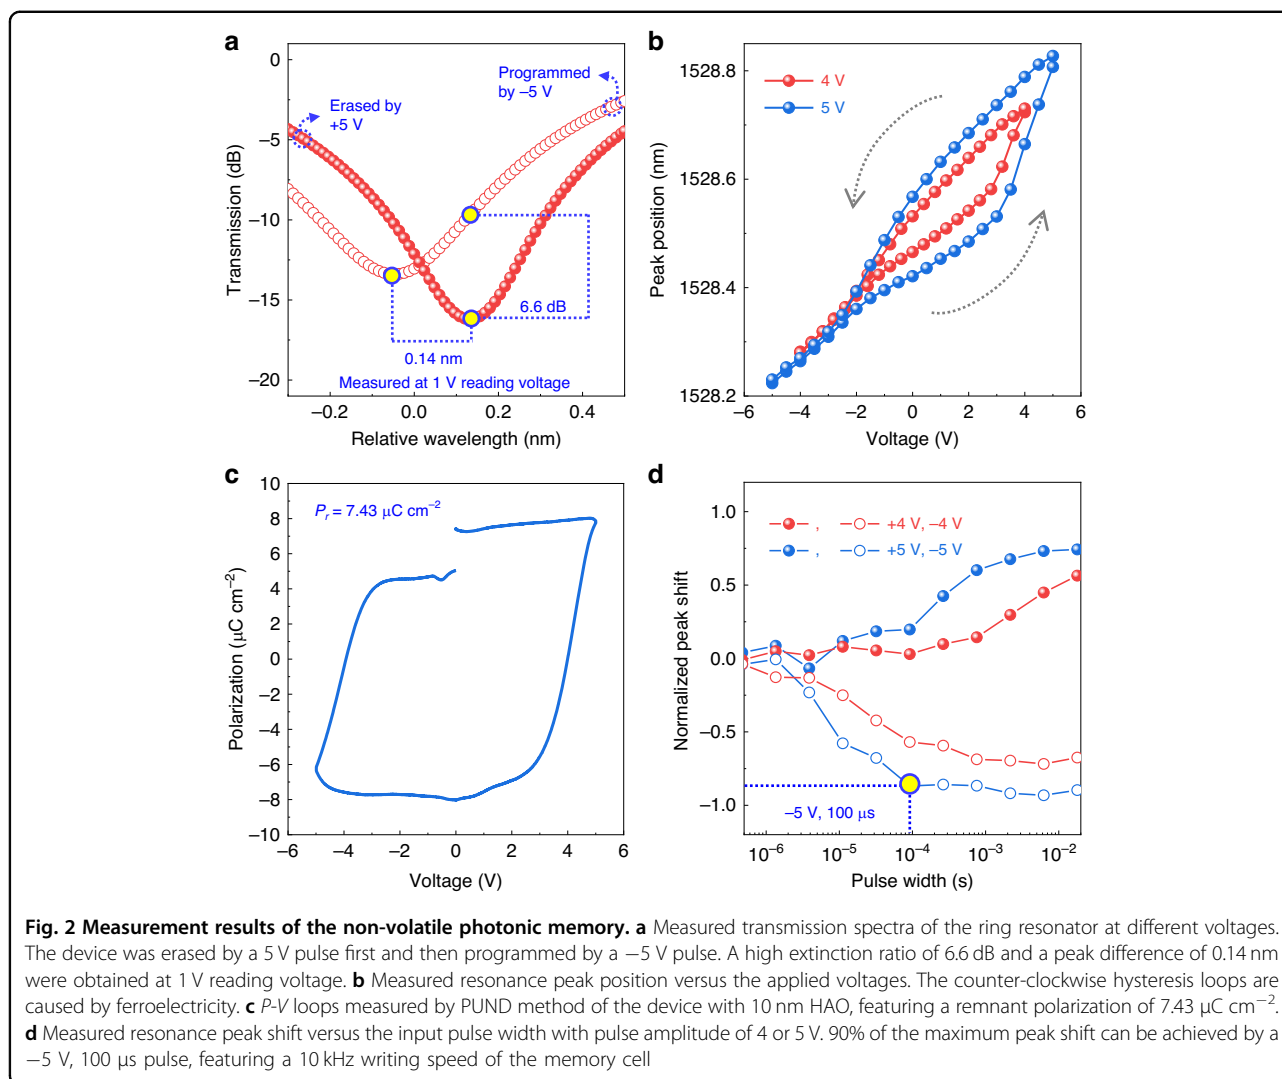 a
0
−5
−10
−15
−20
Transmission (dB)
Erased by
+5 V
Programmed
by −5 V
6.6 dB
0.14 nm
Measured at 1 V reading voltage
−0.2
0.0
0.2
0.4
Relative wavelength (nm)
b
1528.8
1528.6
1528.4
1528.2
Peak position (nm)
4 V
5 V
−6
−4
−2
0
2
4
6
Voltage (V)
c
10
8
6
4
2
0
−2
−4
−6
−8
−10
Polarization (μC cm⁻²)
Pr = 7.43 μC cm⁻²
−6
−4
−2
0
2
4
6
Voltage (V)
d
1.0
0.5
0.0
−0.5
−1.0
Normalized peak shift
, +4 V, −4 V
, +5 V, −5 V
−5 V, 100 μs
10⁻⁶
10⁻⁵
10⁻⁴
10⁻³
10⁻²
Pulse width (s)
Fig. 2 Measurement results of the non-volatile photonic memory. a Measured transmission spectra of the ring resonator at different voltages.
The device was erased by a 5 V pulse first and then programmed by a −5 V pulse. A high extinction ratio of 6.6 dB and a peak difference of 0.14 nm
were obtained at 1 V reading voltage. b Measured resonance peak position versus the applied voltages. The counter-clockwise hysteresis loops are
caused by ferroelectricity. c P-V loops measured by PUND method of the device with 10 nm HAO, featuring a remnant polarization of 7.43 μC cm⁻².
d Measured resonance peak shift versus the input pulse width with pulse amplitude of 4 or 5 V. 90% of the maximum peak shift can be achieved by a
−5 V, 100 μs pulse, featuring a 10 kHz writing speed of the memory cell